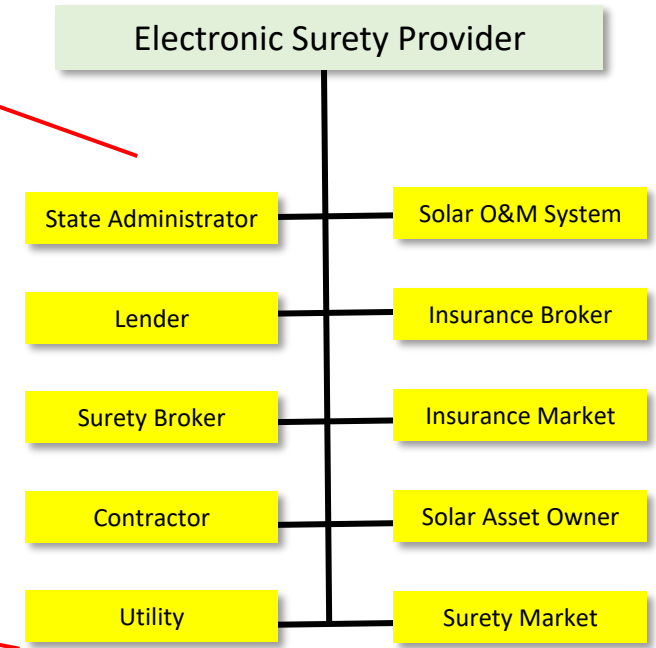 Electronic Surety Provider
State Administrator
Solar O&M System
Lender
Insurance Broker
Surety Broker
Insurance Market
Contractor
Solar Asset Owner
Utility
Surety Market